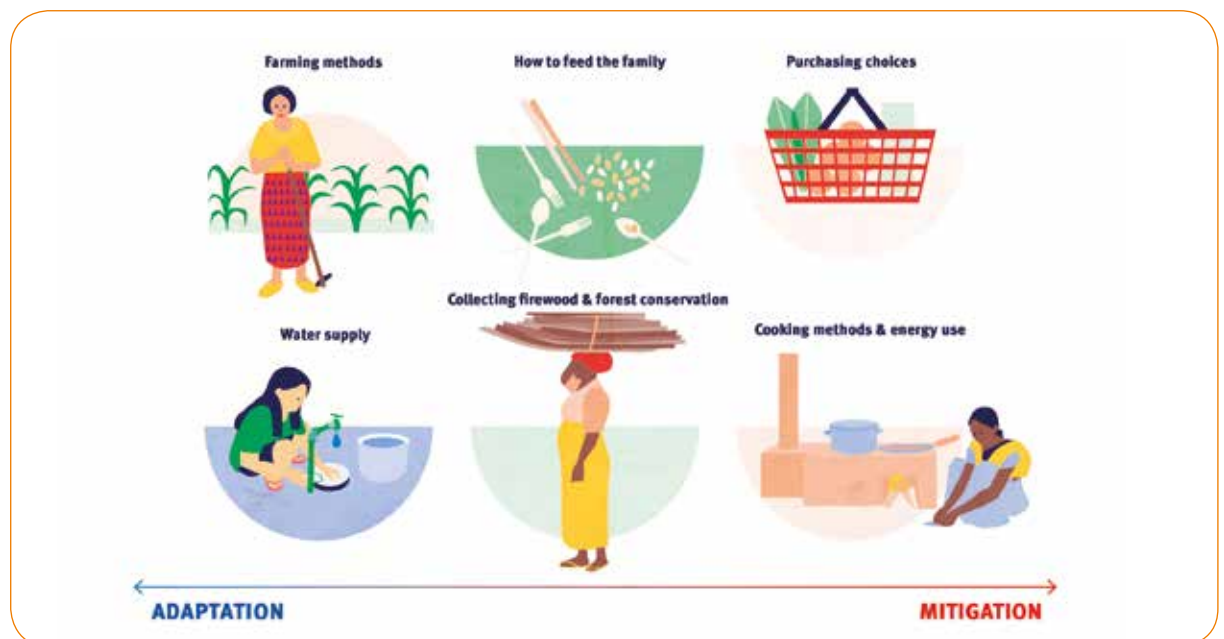 Farming methods
How to feed the family
Purchasing choices
Collecting firewood & forest conservation
Water supply
Cooking methods & energy use
ADAPTATION
MITIGATION